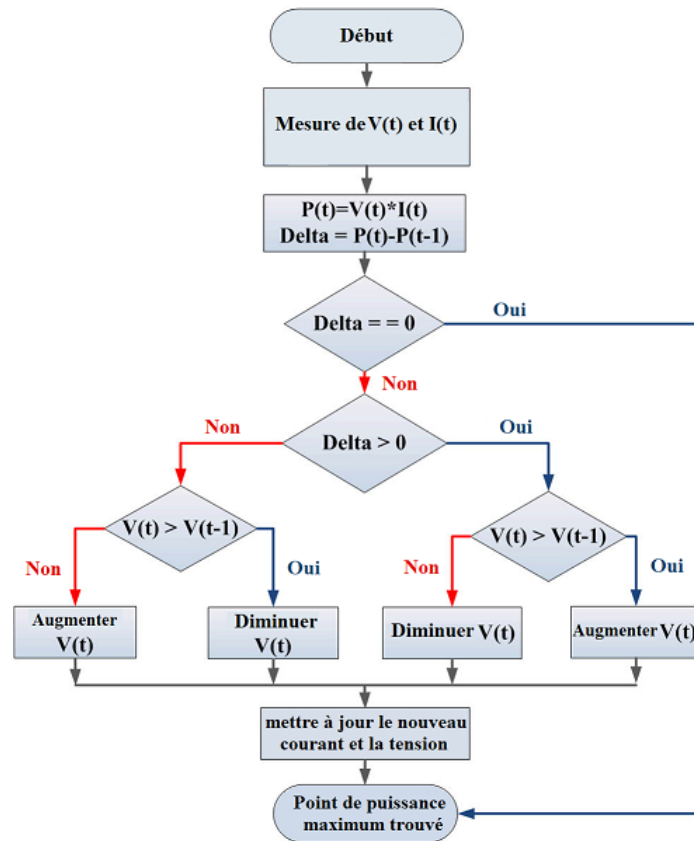 Début
Mesure de V(t) et I(t)
P(t)=V(t)*I(t)
Delta = P(t)-P(t-1)
Delta = = 0
Oui
Non
Delta > 0
Non
Oui
V(t) > V(t-1)
Non
Oui
V(t) > V(t-1)
Non
Oui
Augmenter
V(t)
Diminuer
V(t)
Diminuer V(t)
Augmenter V(t)
mettre à jour le nouveau
courant et la tension
Point de puissance
maximum trouvé